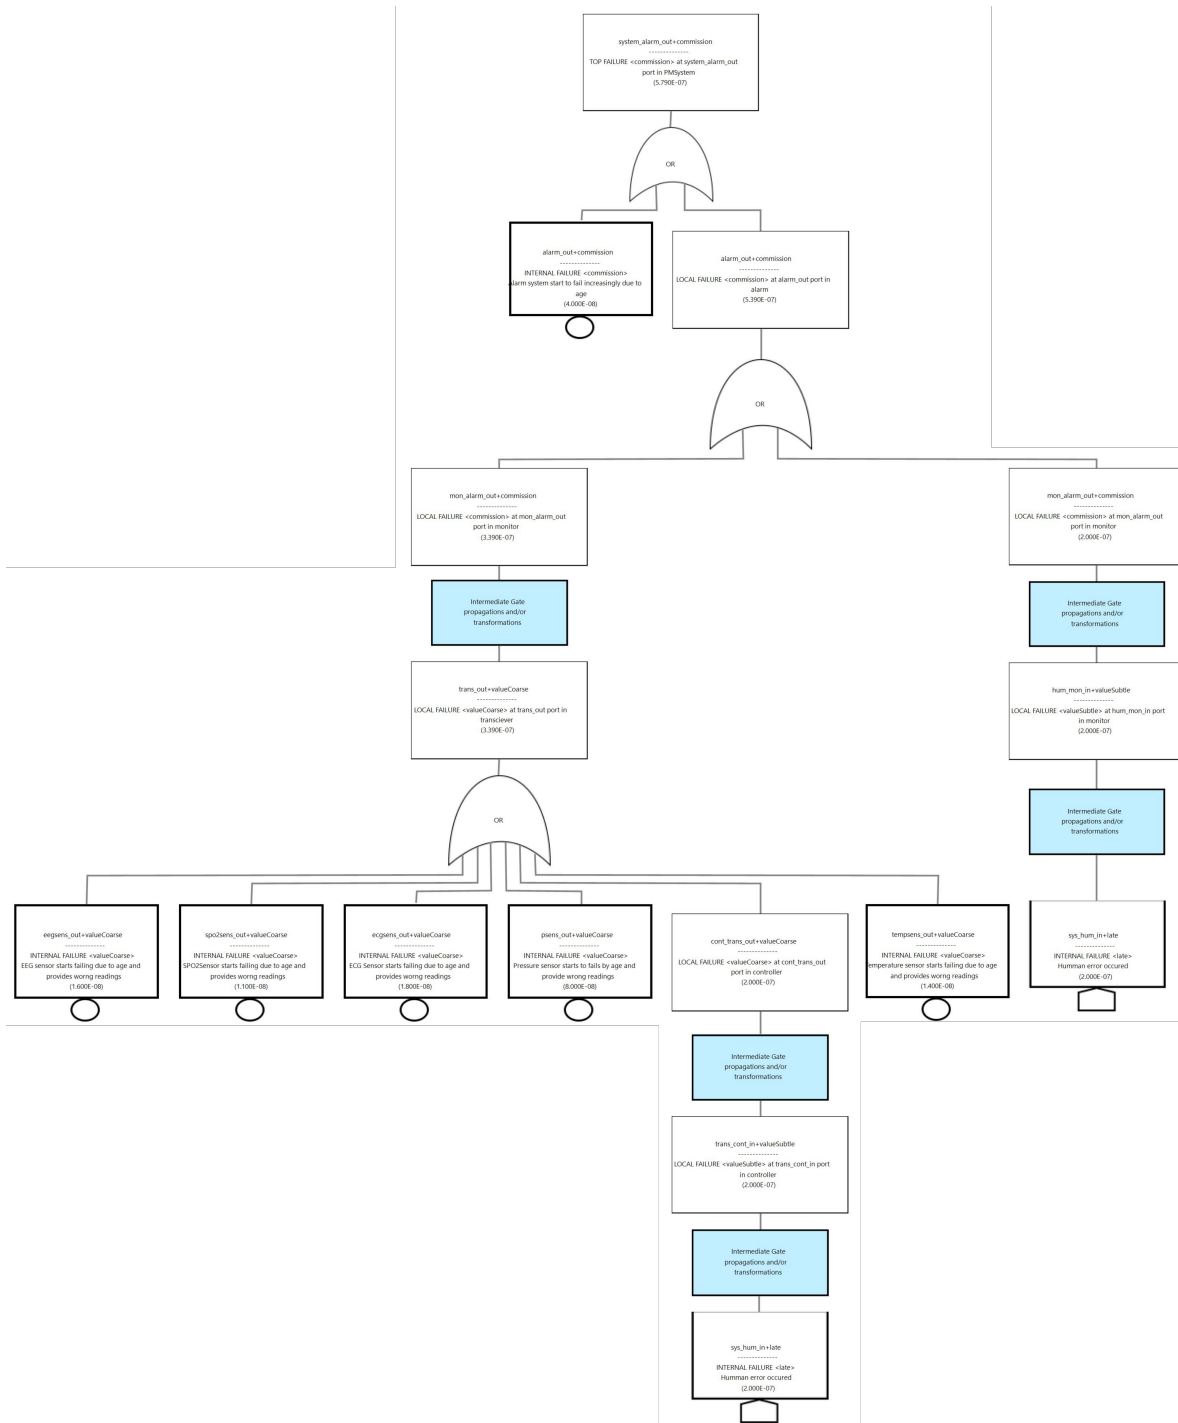 system_alarm_out+commission
--------------
TOP FAILURE <commission> at system_alarm_out
port in PMSystem
(5.790E-07)
OR
alarm_out+commission
--------------
INTERNAL FAILURE <commission>
Alarm system start to fail increasingly due to
age
(4.000E-08)
alarm_out+commission
--------------
LOCAL FAILURE <commission> at alarm_out port in
alarm
(5.390E-07)
OR
mon_alarm_out+commission
--------------
LOCAL FAILURE <commission> at mon_alarm_out
port in monitor
(3.390E-07)
mon_alarm_out+commission
--------------
LOCAL FAILURE <commission> at mon_alarm_out
port in monitor
(2.000E-07)
Intermediate Gate
propagations and/or
transformations
Intermediate Gate
propagations and/or
transformations
trans_out+valueCoarse
--------------
LOCAL FAILURE <valueCoarse> at trans_out port in
transciever
(3.390E-07)
hum_mon_in+valueSubtle
--------------
LOCAL FAILURE <valueSubtle> at hum_mon_in port
in monitor
(2.000E-07)
OR
Intermediate Gate
propagations and/or
transformations
eegsens_out+valueCoarse
--------------
INTERNAL FAILURE <valueCoarse>
EEG sensor starts failing due to age and
provides worng readings
(1.600E-08)
spo2sens_out+valueCoarse
--------------
INTERNAL FAILURE <valueCoarse>
SPO2Sensor starts failing due to age and
provides worng readings
(1.100E-08)
ecgsens_out+valueCoarse
--------------
INTERNAL FAILURE <valueCoarse>
ECG Sensor starts failing due to age and
provides worng readings
(1.800E-08)
psens_out+valueCoarse
--------------
INTERNAL FAILURE <valueCoarse>
Pressure sensor starts to fails by age and
provide wrong readings
(8.000E-08)
cont_trans_out+valueCoarse
--------------
LOCAL FAILURE <valueCoarse> at cont_trans_out
port in controller
(2.000E-07)
tempsens_out+valueCoarse
--------------
INTERNAL FAILURE <valueCoarse>
Temperature sensor starts failing due to age
and provides worng readings
(1.400E-08)
sys_hum_in+late
--------------
INTERNAL FAILURE <late>
Humman error occured
(2.000E-07)
Intermediate Gate
propagations and/or
transformations
trans_cont_in+valueSubtle
--------------
LOCAL FAILURE <valueSubtle> at trans_cont_in port
in controller
(2.000E-07)
Intermediate Gate
propagations and/or
transformations
sys_hum_in+late
--------------
INTERNAL FAILURE <late>
Humman error occured
(2.000E-07)